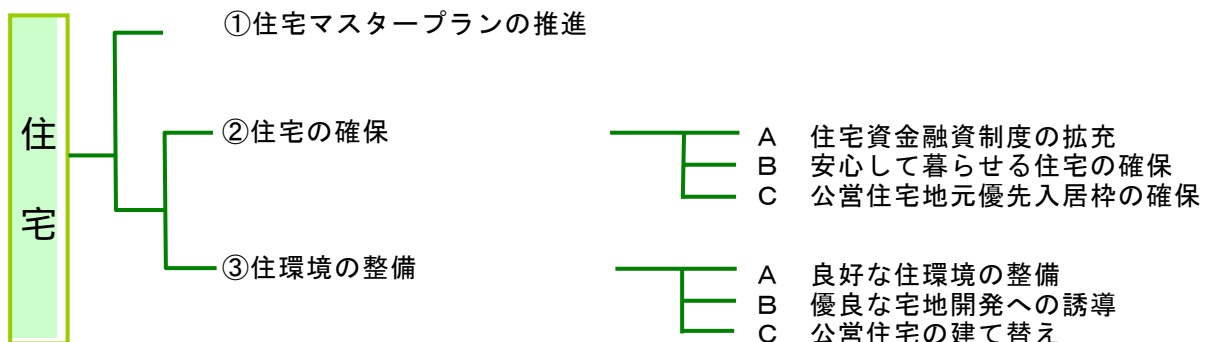 住宅
①住宅マスタープランの推進
②住宅の確保
A 住宅資金融資制度の拡充
B 安心して暮らせる住宅の確保
C 公営住宅地元優先入居枠の確保
③住環境の整備
A 良好な住環境の整備
B 優良な宅地開発への誘導
C 公営住宅の建て替え